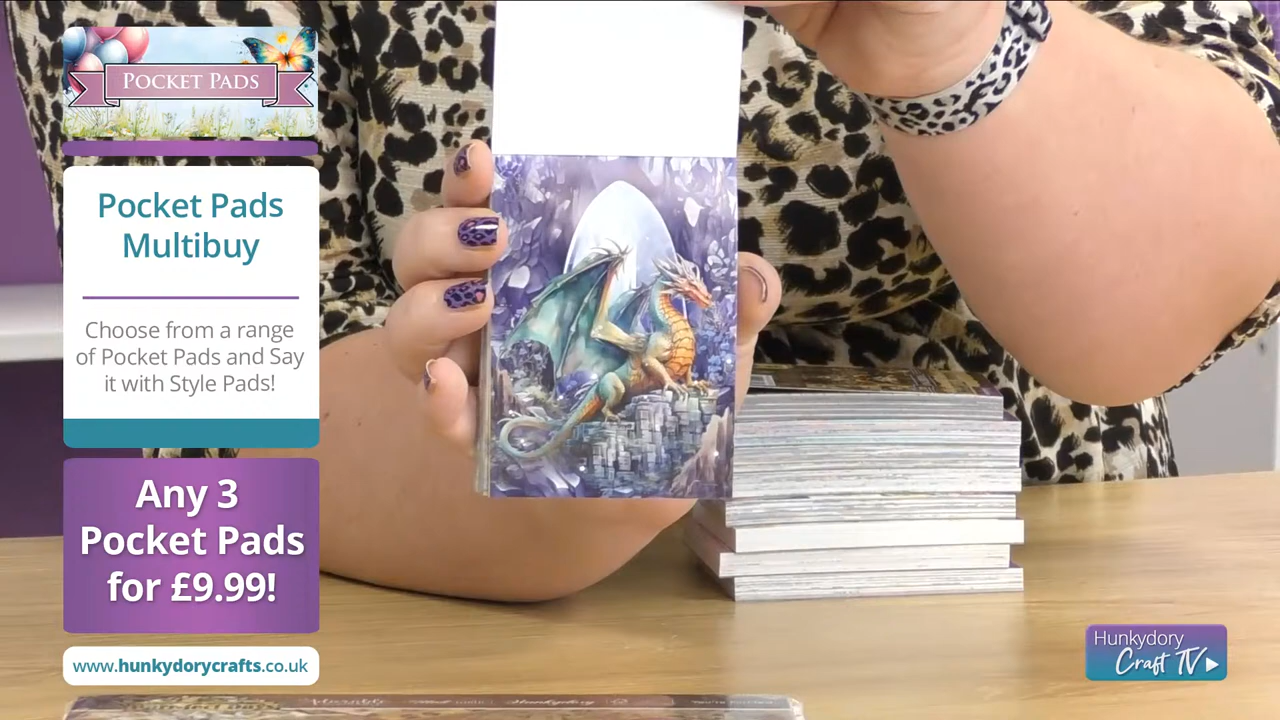 POCKET PADS
Pocket Pads
Multibuy
Choose from a range
of Pocket Pads and Say
it with Style Pads!
Any 3
Pocket Pads
for £9.99!
www.hunkydorycrafts.co.uk
Hunkydory
Craft TV